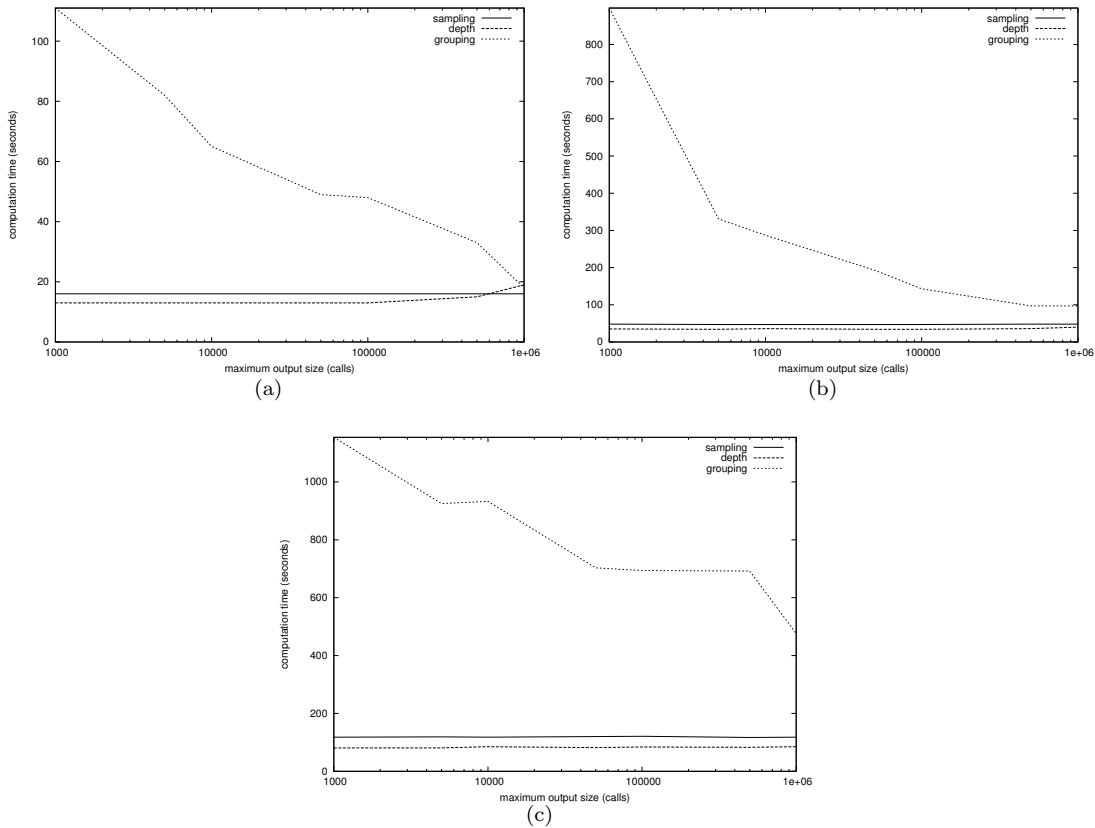 sampling
depth
grouping
100
80
60
40
20
0
computation time (seconds)
1000
10000
100000
1e+06
maximum output size (calls)
(a)
sampling
depth
grouping
800
700
600
500
400
300
200
100
0
computation time (seconds)
1000
10000
100000
1e+06
maximum output size (calls)
(b)
sampling
depth
grouping
1000
800
600
400
200
0
computation time (seconds)
1000
10000
100000
1e+06
maximum output size (calls)
(c)